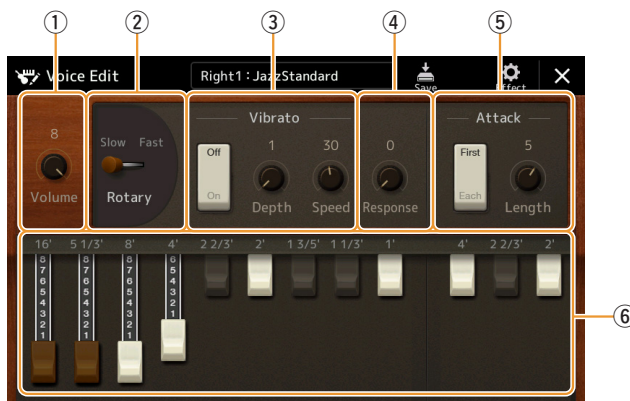 ① ② ③ ④ ⑤
Voice Edit Right1 : JazzStandard Save Effect ×
Vibrato Attack
8 Slow Fast Off 1 30 0 First 5
On Each
Volume Rotary Depth Speed Response Length
16' 5 1/3' 8' 4' 2 2/3' 2' 1 3/5' 1 1/3' 1' 4' 2 2/3' 2'
8 8 8
7 7 7
6 6 6 6
5 5 5 5
4 4 4 4
3 3 3 3
2 2 2 2
1 1 1 1
⑥